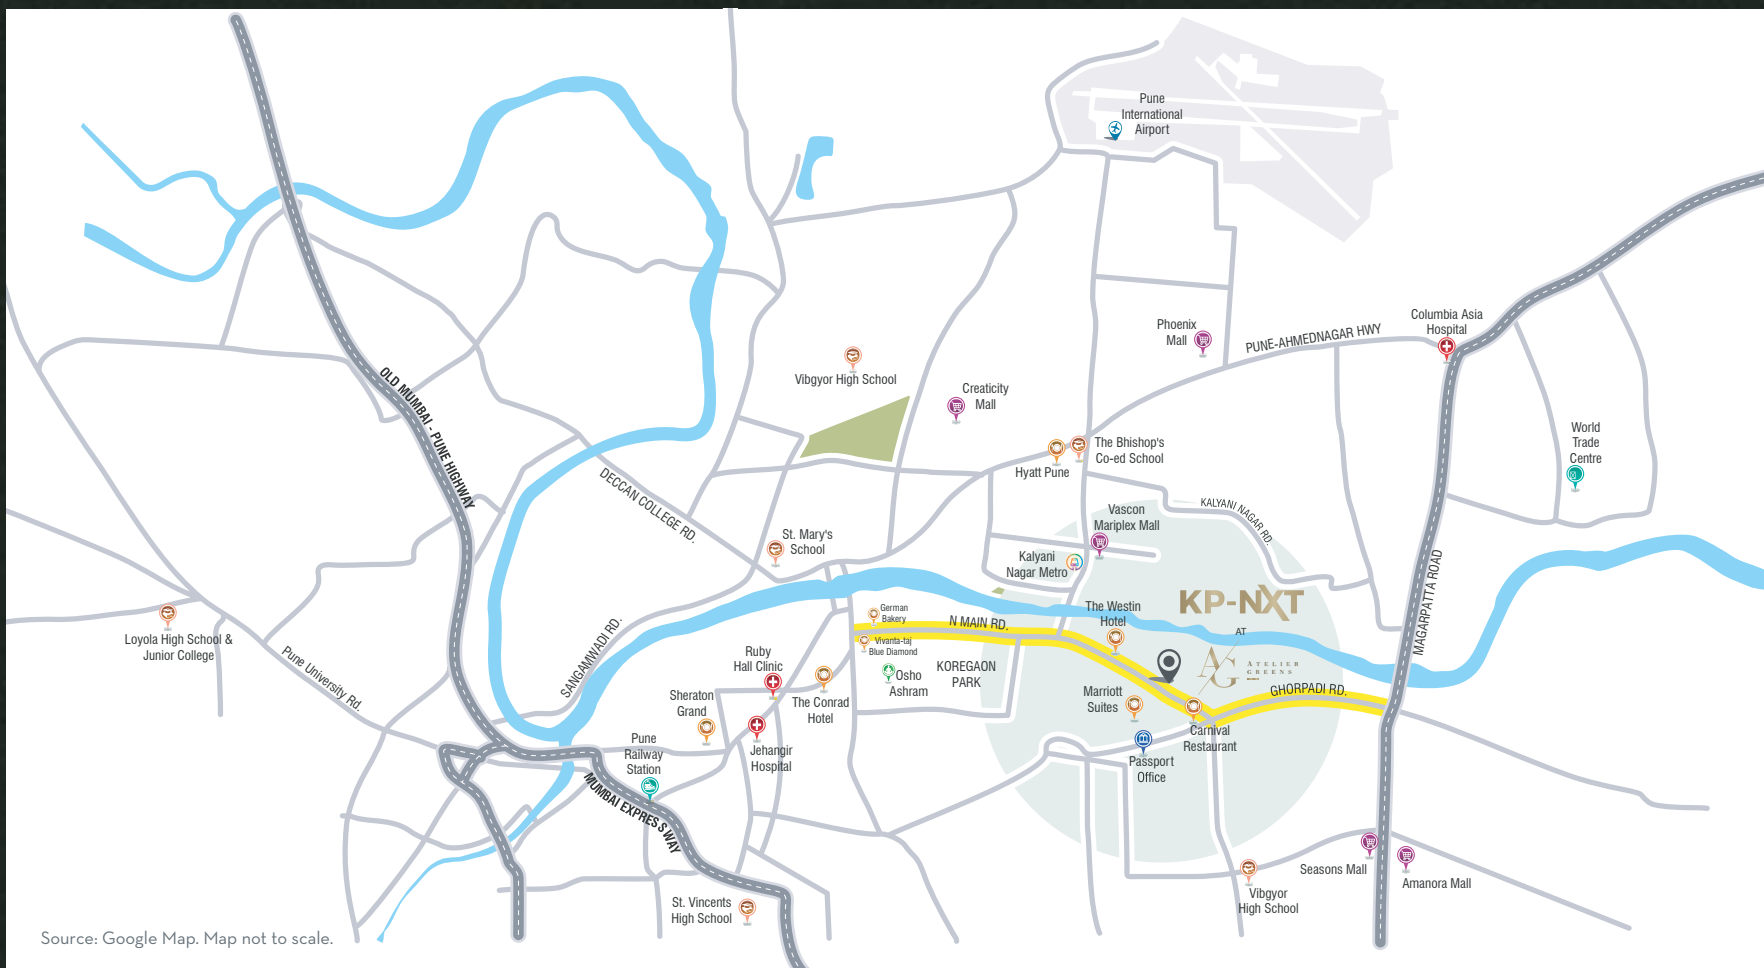 Pune
International
Airport
Phoenix
Mall
PUNE-AHMEDNAGAR HWY
Columbia Asia
Hospital
OLD MUMBAI - PUNE HIGHWAY
Vibgyor High School
Creaticity
Mall
World
Trade
Centre
The Bhishop's
Co-ed School
Hyatt Pune
DECCAN COLLEGE RD.
KALYANI NAGAR RD.
Vascon
Mariplex Mall
St. Mary's
School
Kalyani
Nagar Metro
MAGARPATTA ROAD
KP-NXT
AT
AG ATELIER
GREENS
The Westin
Hotel
German
Bakery
N MAIN RD.
Vivanta-taj
Blue Diamond
Loyola High School &
Junior College
Pune University Rd.
SANGAMWADI RD.
Ruby
Hall Clinic
Osho
Ashram
KOREGAON
PARK
Sheraton
Grand
The Conrad
Hotel
Marriott
Suites
GHORPADI RD.
Carnival
Restaurant
Pune
Railway
Station
Jehangir
Hospital
Passport
Office
MUMBAI EXPRES S WAY
Seasons Mall
Amanora Mall
Vibgyor
High School
St. Vincents
High School
Source: Google Map. Map not to scale.